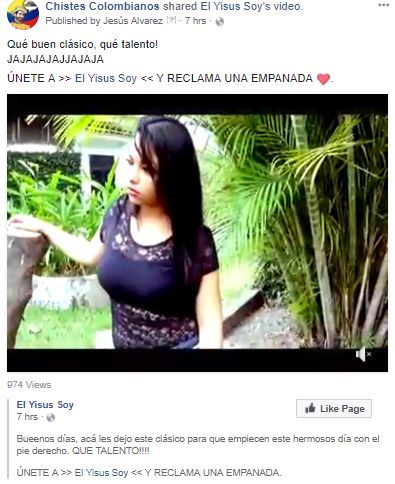 Chistes Colombianos shared El Yisus Soy's video.
Published by Jesús Alvarez [?] · 7 hrs ·
Qué buen clásico, qué talento!
JAJAJAJAJJAJAJA
ÚNETE A >> El Yisus Soy << Y RECLAMA UNA EMPANADA ❤.
974 Views
El Yisus Soy
7 hrs ·
Like Page
Bueenos días, acá les dejo este clásico para que empiecen este hermosos día con el
pie derecho. QUE TALENTO!!!!
ÚNETE A >> El Yisus Soy << Y RECLAMA UNA EMPANADA.